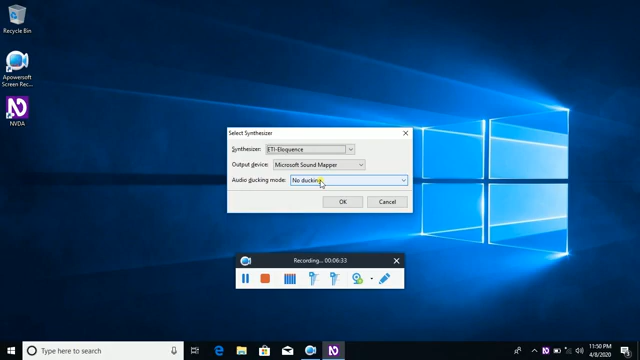 Recycle Bin
Apowersoft
Screen Rec...
NVDA
Select Synthesizer
Synthesizer: ETI-Eloquence
Output device: Microsoft Sound Mapper
Audio ducking mode: No ducking
OK Cancel
Recording... 00:06:33
Type here to search
11:50 PM
4/8/2020